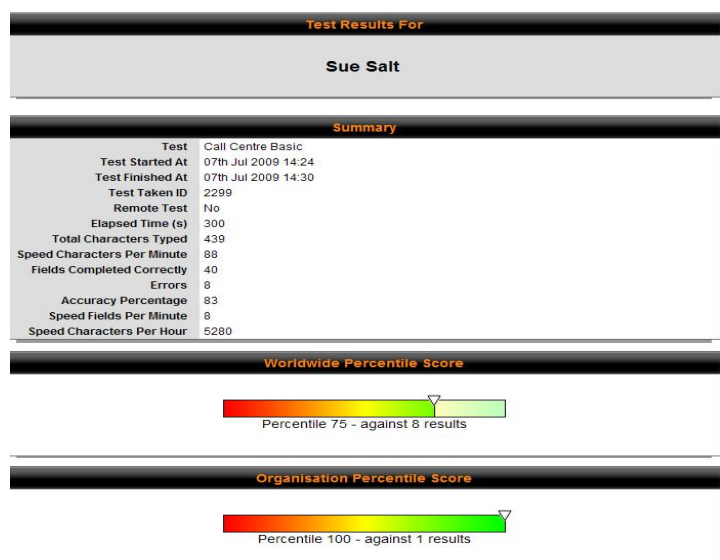 Test Results For
Sue Salt
Summary
Test Call Centre Basic
Test Started At 07th Jul 2009 14:24
Test Finished At 07th Jul 2009 14:30
Test Taken ID 2299
Remote Test No
Elapsed Time (s) 300
Total Characters Typed 439
Speed Characters Per Minute 88
Fields Completed Correctly 40
Errors 8
Accuracy Percentage 83
Speed Fields Per Minute 8
Speed Characters Per Hour 5280
Worldwide Percentile Score
Percentile 75 - against 8 results
Organisation Percentile Score
Percentile 100 - against 1 results